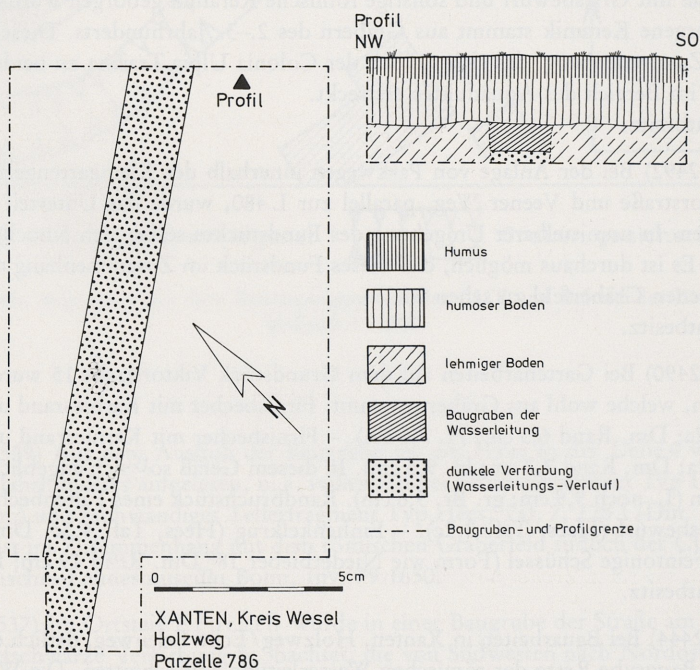 Profil
NW
SO
Profil
Humus
humoser Boden
lehmiger Boden
Baugraben der
Wasserleitung
dunkele Verfärbung
(Wasserleitungs-Verlauf)
Baugruben- und Profilgrenze
N
0 5cm
XANTEN, Kreis Wesel
Holzweg
Parzelle 786